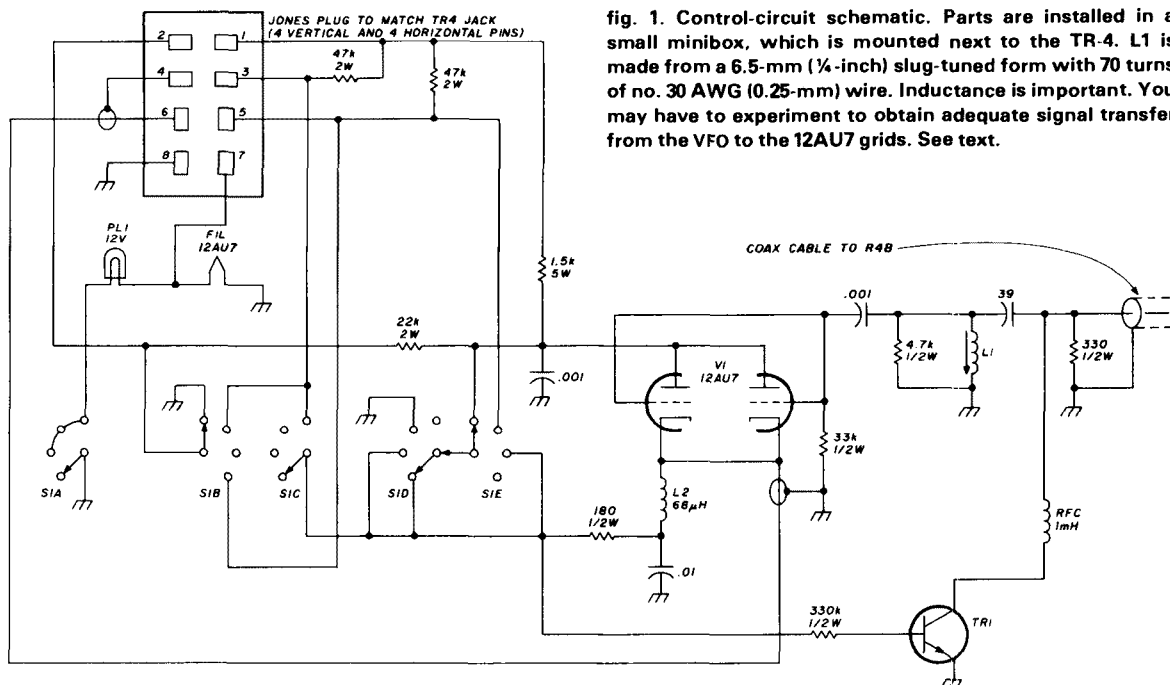 JONES PLUG TO MATCH TR4 JACK
(4 VERTICAL AND 4 HORIZONTAL PINS)
fig. 1. Control-circuit schematic. Parts are installed in a
small minibox, which is mounted next to the TR-4. L1 is
made from a 6.5-mm (¼-inch) slug-tuned form with 70 turns
of no. 30 AWG (0.25-mm) wire. Inductance is important. You
may have to experiment to obtain adequate signal transfer
from the VFO to the 12AU7 grids. See text.
2
1
4
3
6
5
8
7
47k
2W
47k
2W
PL1
12V
FIL
12AU7
1.5k
5W
COAX CABLE TO R4B
22k
2W
.001
V1
12AU7
.001
39
4.7k
1/2W
L1
330
1/2W
33k
1/2W
S1A
S1B
S1C
S1D
S1E
L2
68µH
180
1/2W
.01
RFC
1mH
330k
1/2W
TR1